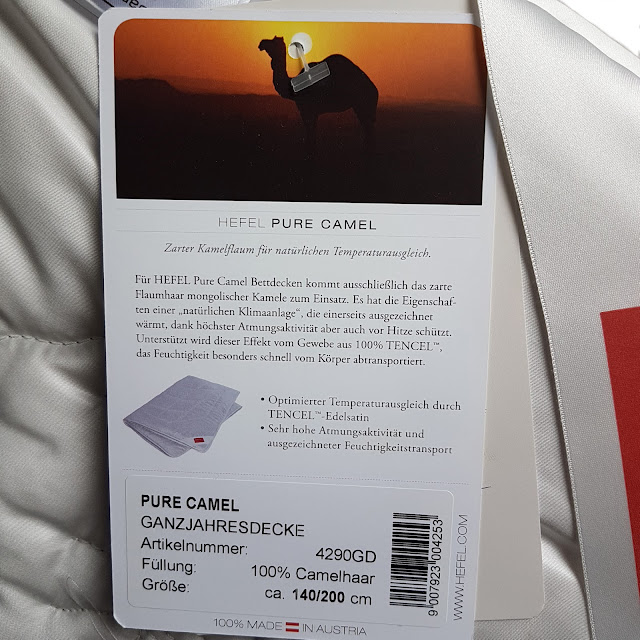 HEFEL PURE CAMEL
Zarter Kamelflaum für natürlichen Temperaturausgleich.
Für HEFEL Pure Camel Bettdecken kommt ausschließlich das zarte
Flaumhaar mongolischer Kamele zum Einsatz. Es hat die Eigenschaf-
ten einer „natürlichen Klimaanlage“, die einerseits ausgezeichnet
wärmt, dank höchster Atmungsaktivität aber auch vor Hitze schützt.
Unterstützt wird dieser Effekt vom Gewebe aus 100% TENCEL™,
das Feuchtigkeit besonders schnell vom Körper abtransportiert.
• Optimierter Temperaturausgleich durch
TENCEL™-Edelsatin
• Sehr hohe Atmungsaktivität und
ausgezeichneter Feuchtigkeitstransport
PURE CAMEL
GANZJAHRESDECKE
Artikelnummer: 4290GD
Füllung: 100% Camelhaar
Größe: ca. 140/200 cm
9 007923 004253
WWW.HEFEL.COM
100% MADE IN AUSTRIA